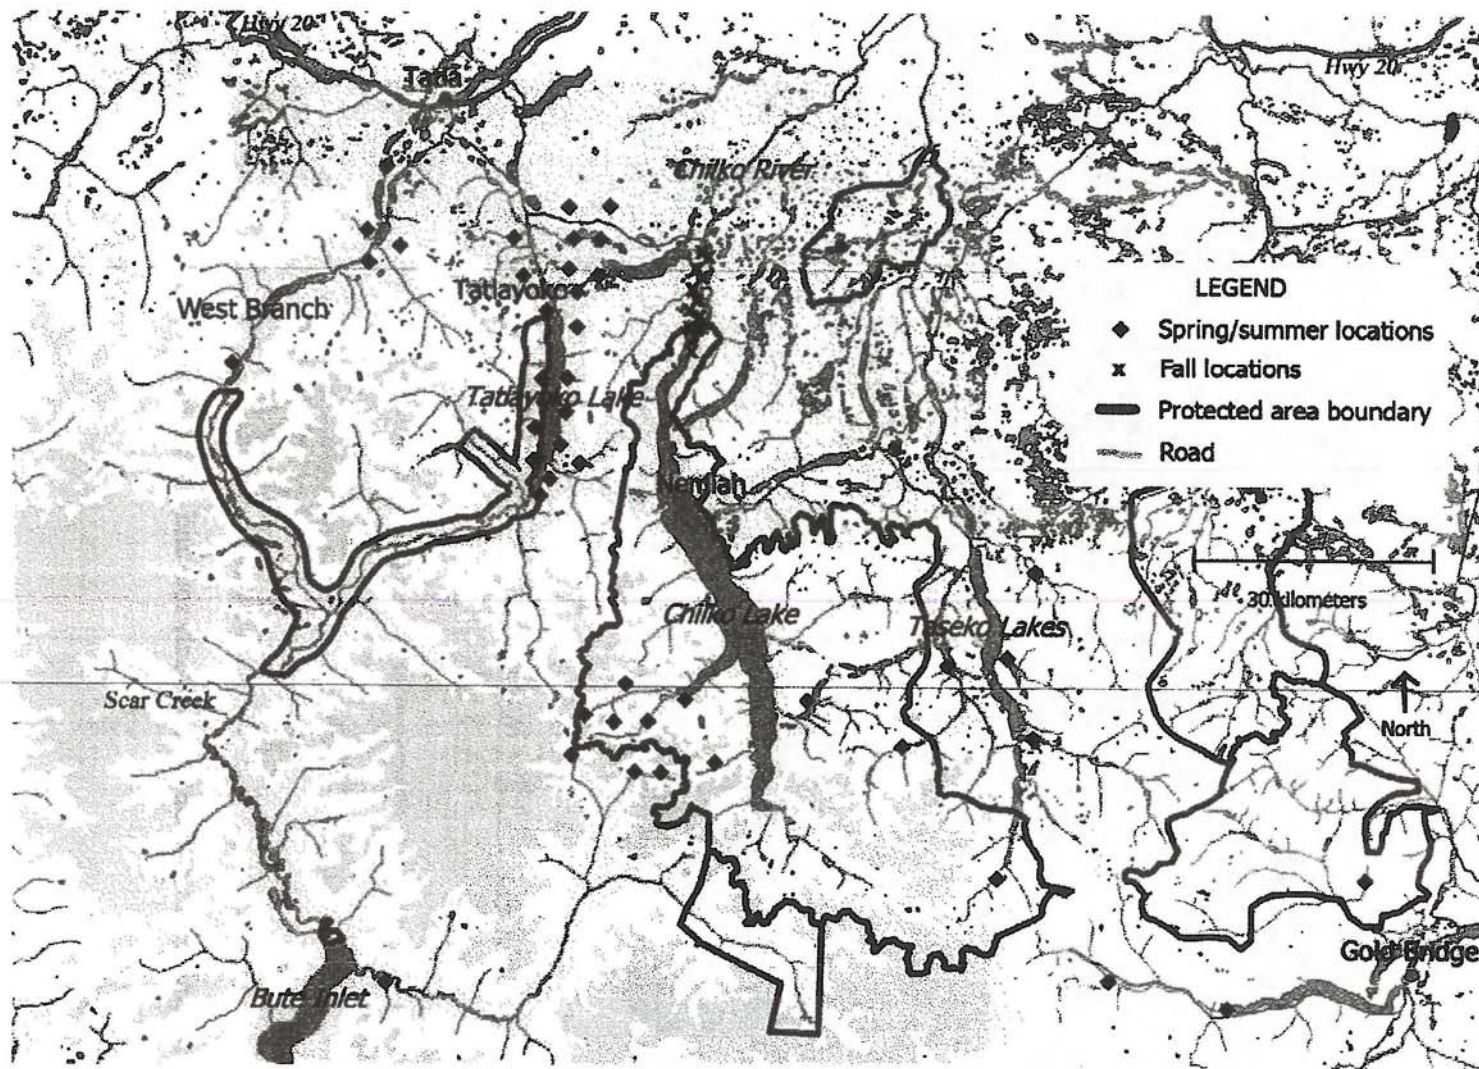 Hwy 20
Tatla
Hwy 20
Chilko River
LEGEND
Spring/summer locations
x Fall locations
Protected area boundary
Road
Tatlayoko
West Branch
Tatlayoko Lake
Nemiah
30 kilometers
Chilko Lake
Taseko Lakes
Scar Creek
North
Gold Bridge
Bute Inlet